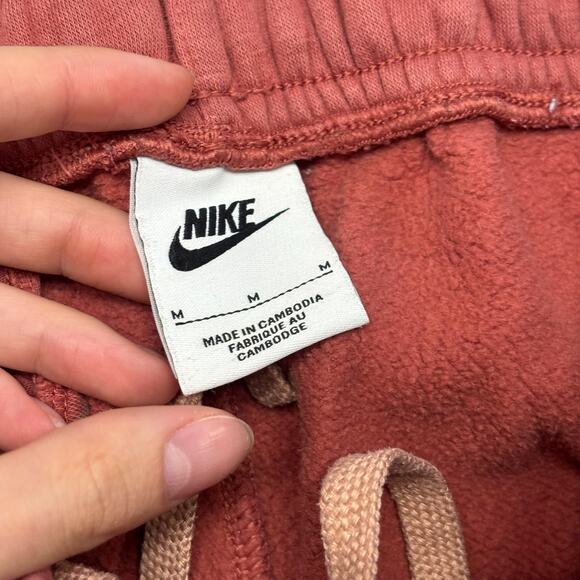 NIKE
M M M
MADE IN CAMBODIA
FABRIQUE AU
CAMBODGE